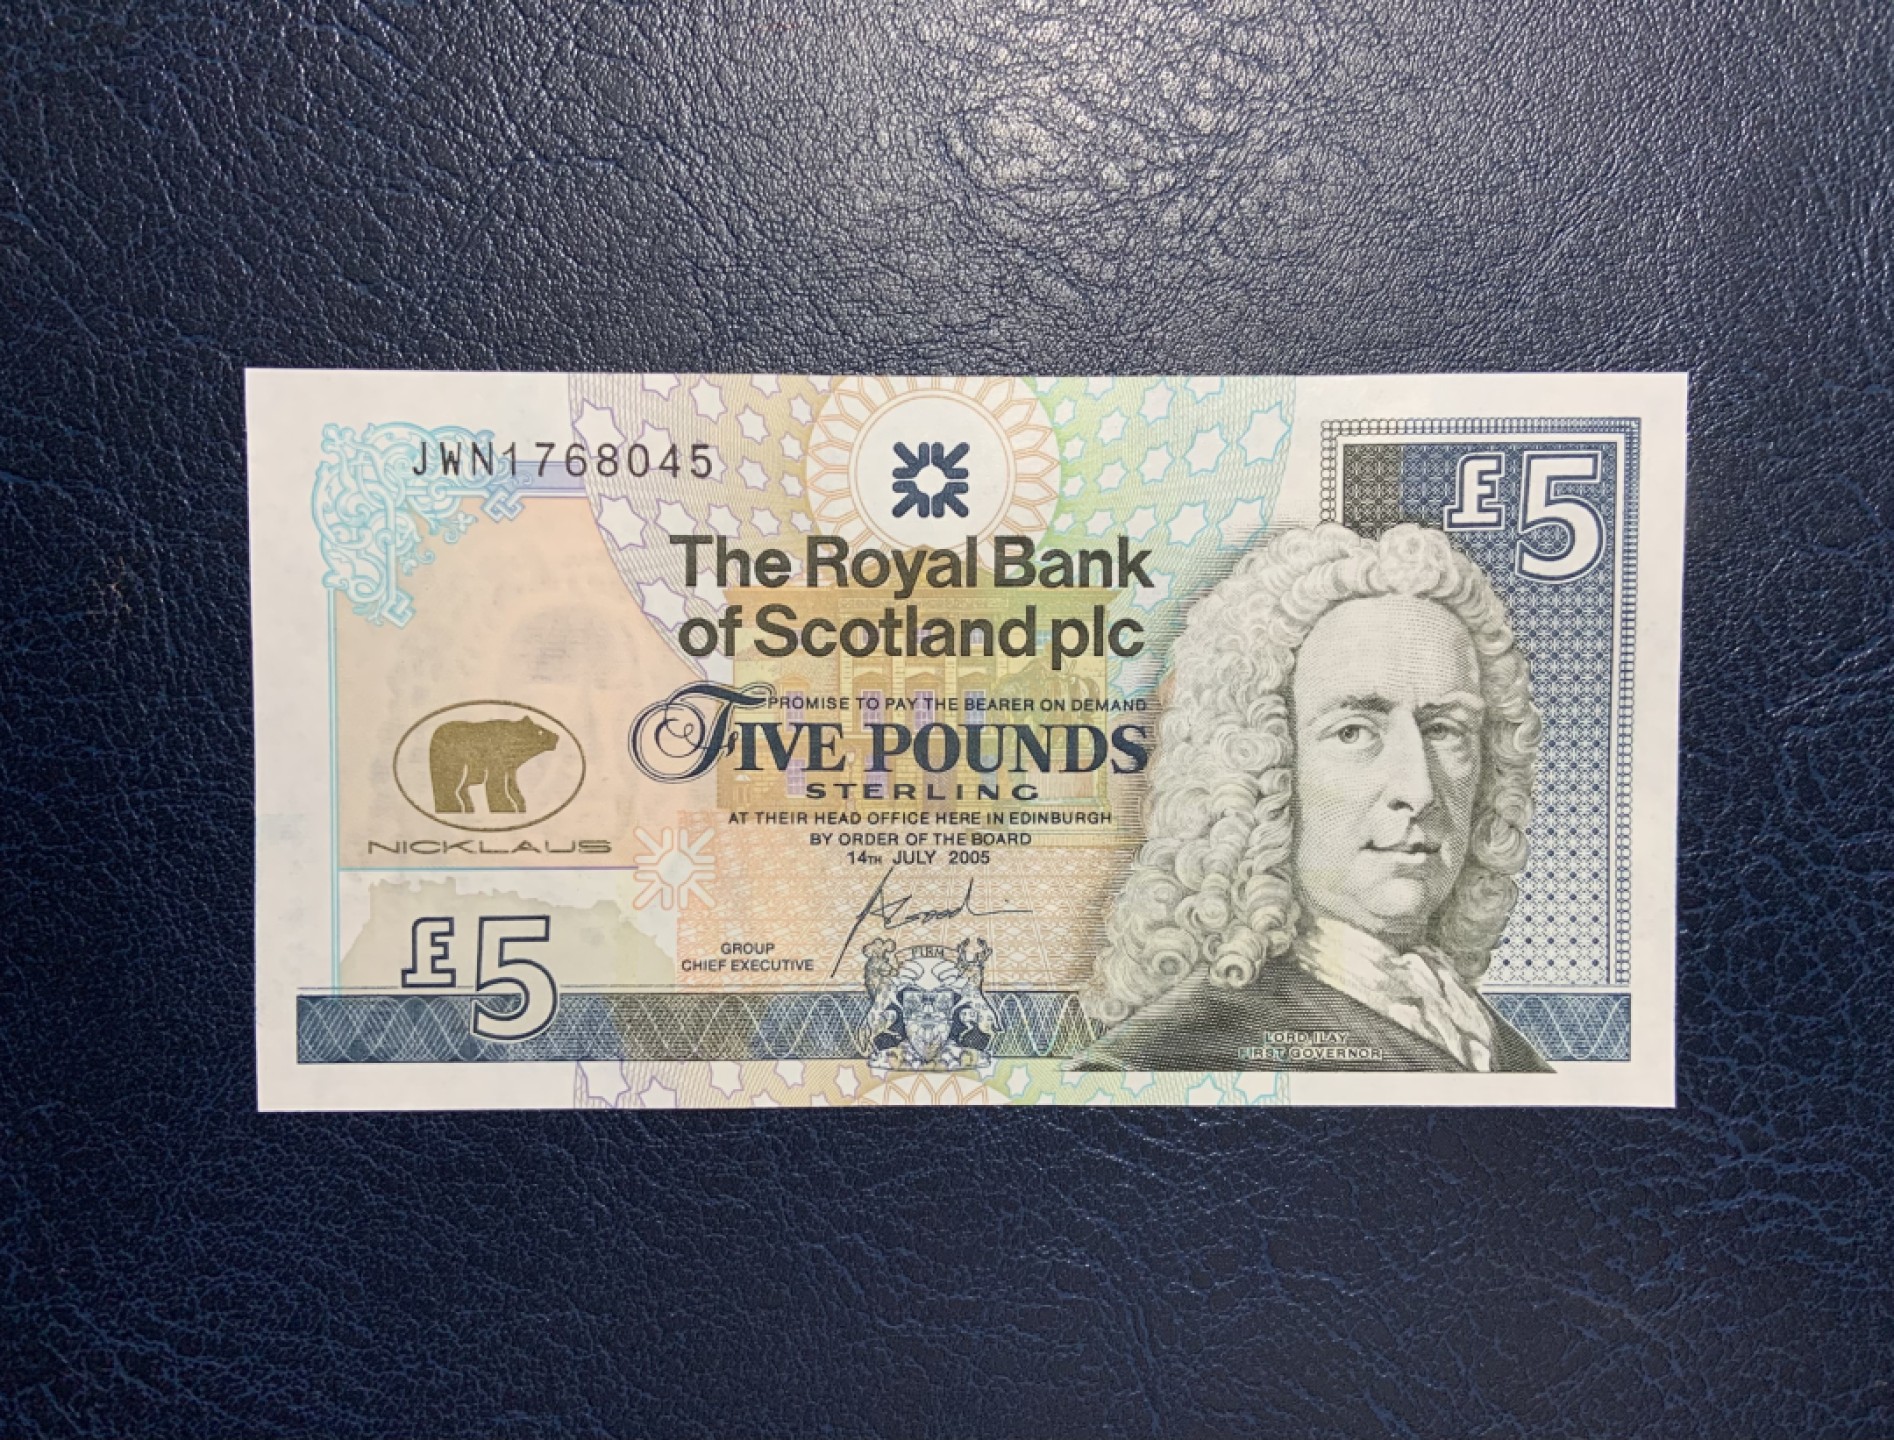 JWN1768045
£5
The Royal Bank
of Scotland plc
PROMISE TO PAY THE BEARER ON DEMAND
FIVE POUNDS
STERLING
AT THEIR HEAD OFFICE HERE IN EDINBURGH
BY ORDER OF THE BOARD
14TH JULY 2005
NICKLAUS
£5
GROUP
CHIEF EXECUTIVE
FIRM
LORD ILAY
FIRST GOVERNOR